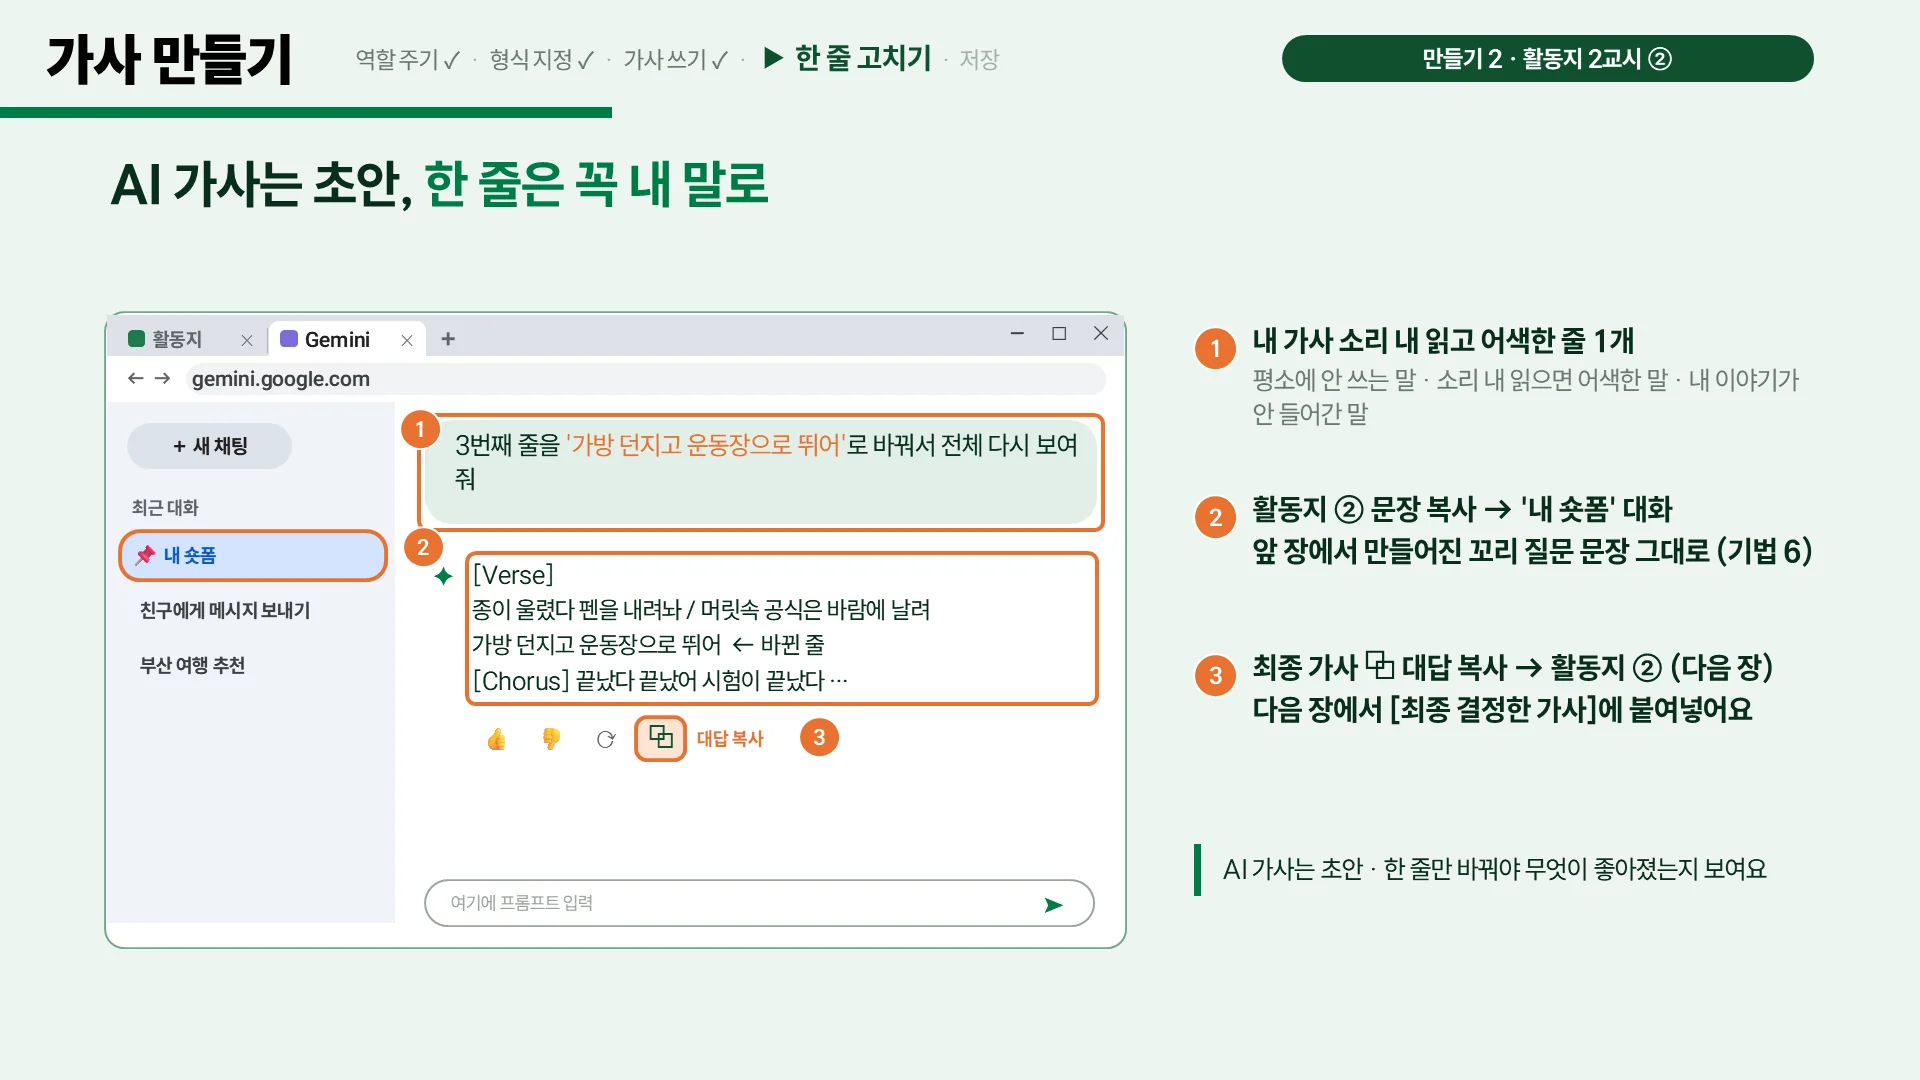 가사 만들기
역할 주기 ✓ · 형식 지정 ✓ · 가사 쓰기 ✓ · ▶ 한 줄 고치기 · 저장
만들기 2 · 활동지 2교시 ②
AI 가사는 초안, 한 줄은 꼭 내 말로
활동지 × Gemini × +
← → gemini.google.com
+ 새 채팅
최근 대화
📌 내 숏폼
친구에게 메시지 보내기
부산 여행 추천
1
3번째 줄을 '가방 던지고 운동장으로 뛰어'로 바꿔서 전체 다시 보여
줘
2
[Verse]
종이 울렸다 펜을 내려놔 / 머릿속 공식은 바람에 날려
가방 던지고 운동장으로 뛰어 ← 바뀐 줄
[Chorus] 끝났다 끝났어 시험이 끝났다 …
대답 복사 3
여기에 프롬프트 입력
1 내 가사 소리 내 읽고 어색한 줄 1개
평소에 안 쓰는 말 · 소리 내 읽으면 어색한 말 · 내 이야기가
안 들어간 말
2 활동지 ② 문장 복사 → '내 숏폼' 대화
앞 장에서 만들어진 꼬리 질문 문장 그대로 (기법 6)
3 최종 가사 대답 복사 → 활동지 ② (다음 장)
다음 장에서 [최종 결정한 가사]에 붙여넣어요
AI 가사는 초안 · 한 줄만 바꿔야 무엇이 좋아졌는지 보여요